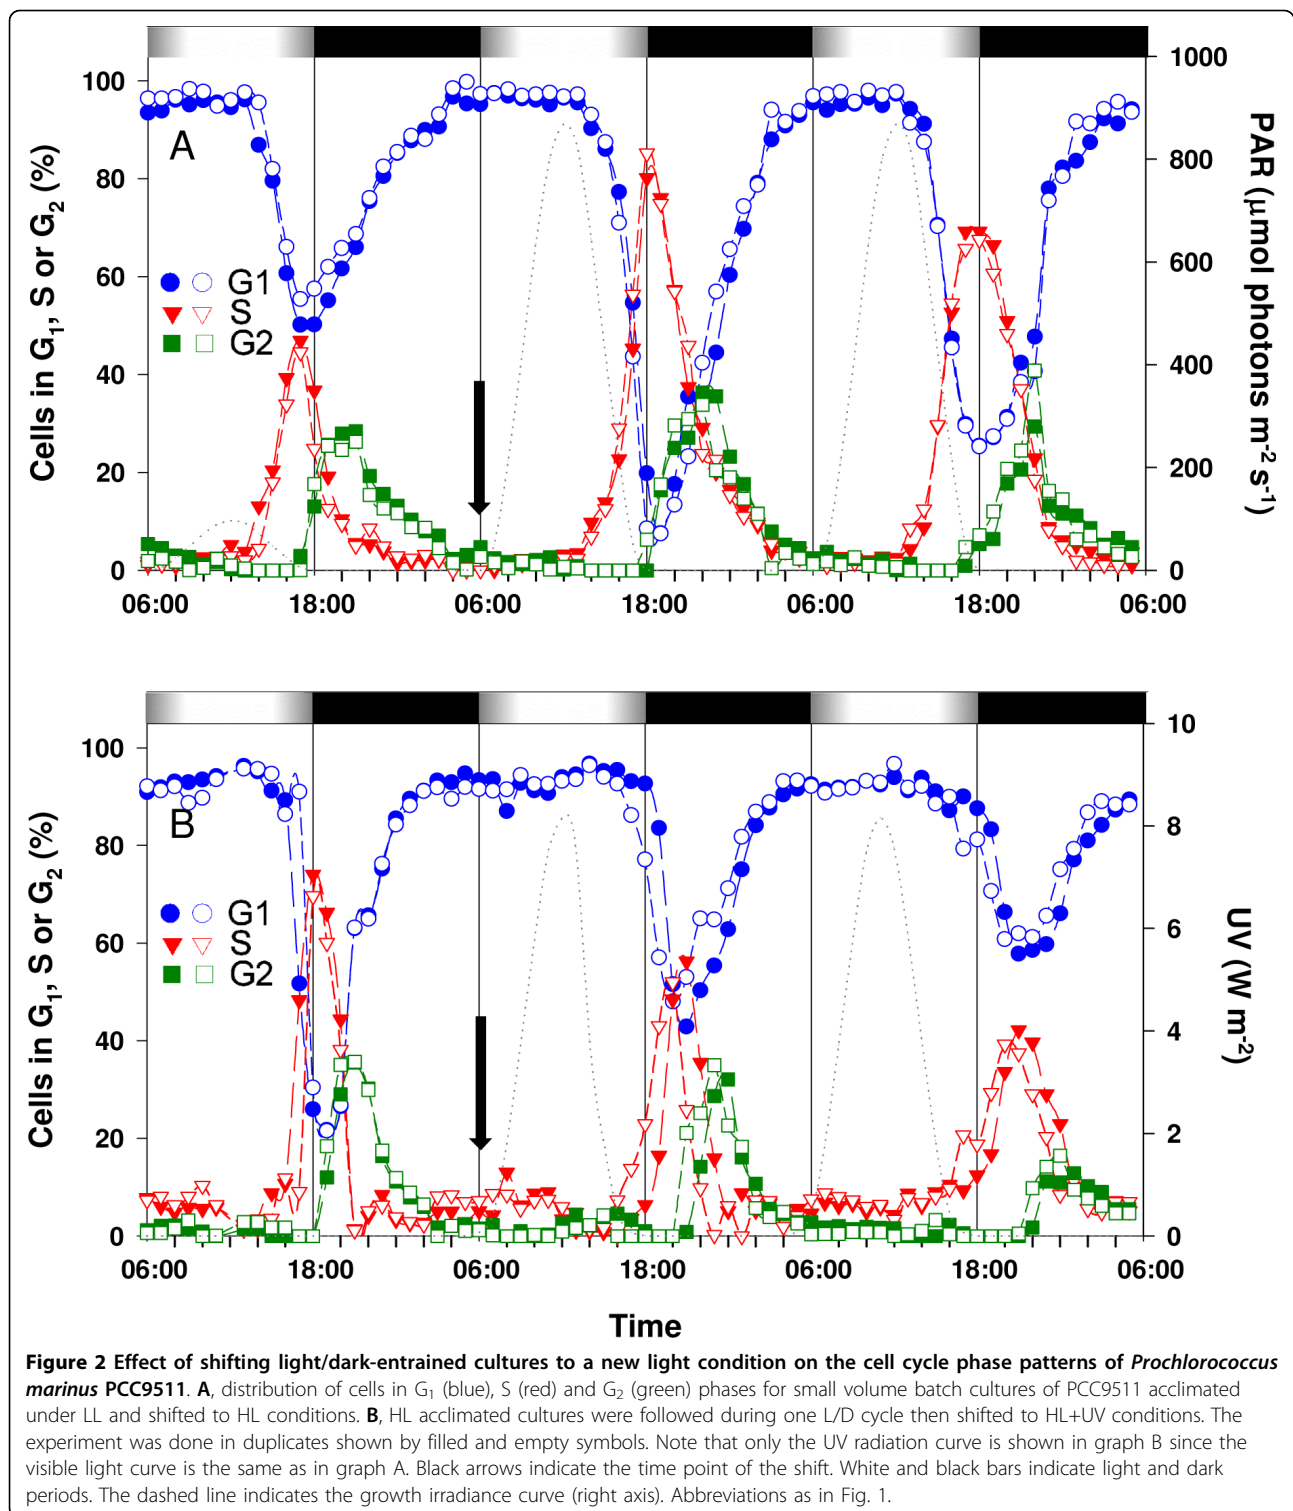 100
80
60
40
20
0
Cells in G1, S or G2 (%)
A
G1
S
G2
1000
800
600
400
200
0
PAR (μmol photons m-2 s-1)
06:00 18:00 06:00 18:00 06:00 18:00 06:00
100
80
60
40
20
0
Cells in G1, S or G2 (%)
B
G1
S
G2
10
8
6
4
2
0
UV (W m-2)
06:00 18:00 06:00 18:00 06:00 18:00 06:00
Time
Figure 2 Effect of shifting light/dark-entrained cultures to a new light condition on the cell cycle phase patterns of Prochlorococcus
marinus PCC9511. A, distribution of cells in G1 (blue), S (red) and G2 (green) phases for small volume batch cultures of PCC9511 acclimated
under LL and shifted to HL conditions. B, HL acclimated cultures were followed during one L/D cycle then shifted to HL+UV conditions. The
experiment was done in duplicates shown by filled and empty symbols. Note that only the UV radiation curve is shown in graph B since the
visible light curve is the same as in graph A. Black arrows indicate the time point of the shift. White and black bars indicate light and dark
periods. The dashed line indicates the growth irradiance curve (right axis). Abbreviations as in Fig. 1.